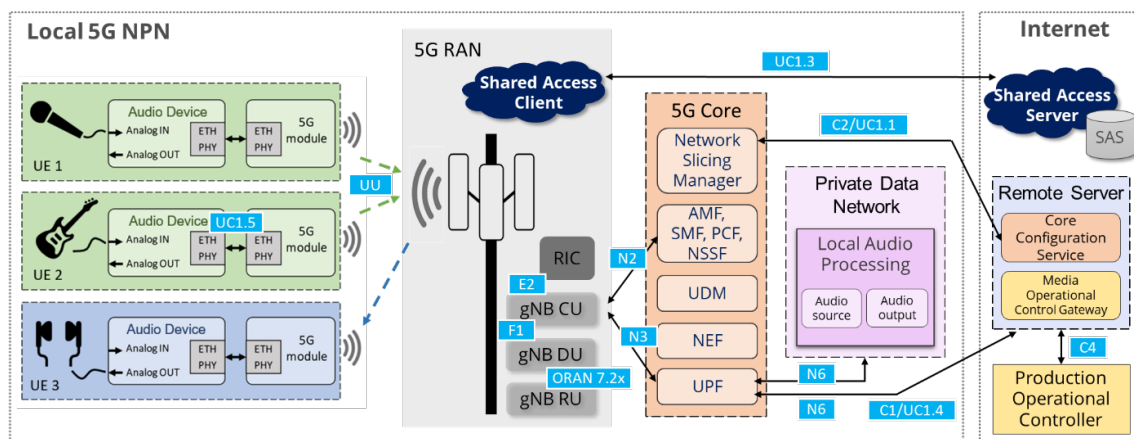 Local 5G NPN
Internet
5G RAN
Shared Access
Client
UC1.3
Shared Access
Server
SAS
Audio Device
Analog IN
Analog OUT
ETH
PHY
ETH
PHY
5G
module
UE 1
UU
Audio Device
UC1.5
Analog IN
Analog OUT
ETH
PHY
ETH
PHY
5G
module
UE 2
Audio Device
Analog IN
Analog OUT
ETH
PHY
ETH
PHY
5G
module
UE 3
RIC
E2
gNB CU
F1
gNB DU
ORAN 7.2x
gNB RU
N2
N3
5G Core
Network
Slicing
Manager
AMF,
SMF, PCF,
NSSF
UDM
NEF
UPF
C2/UC1.1
Private Data
Network
Local Audio
Processing
Audio
source
Audio
output
N6
N6
C1/UC1.4
Remote Server
Core
Configuration
Service
Media
Operational
Control Gateway
C4
Production
Operational
Controller